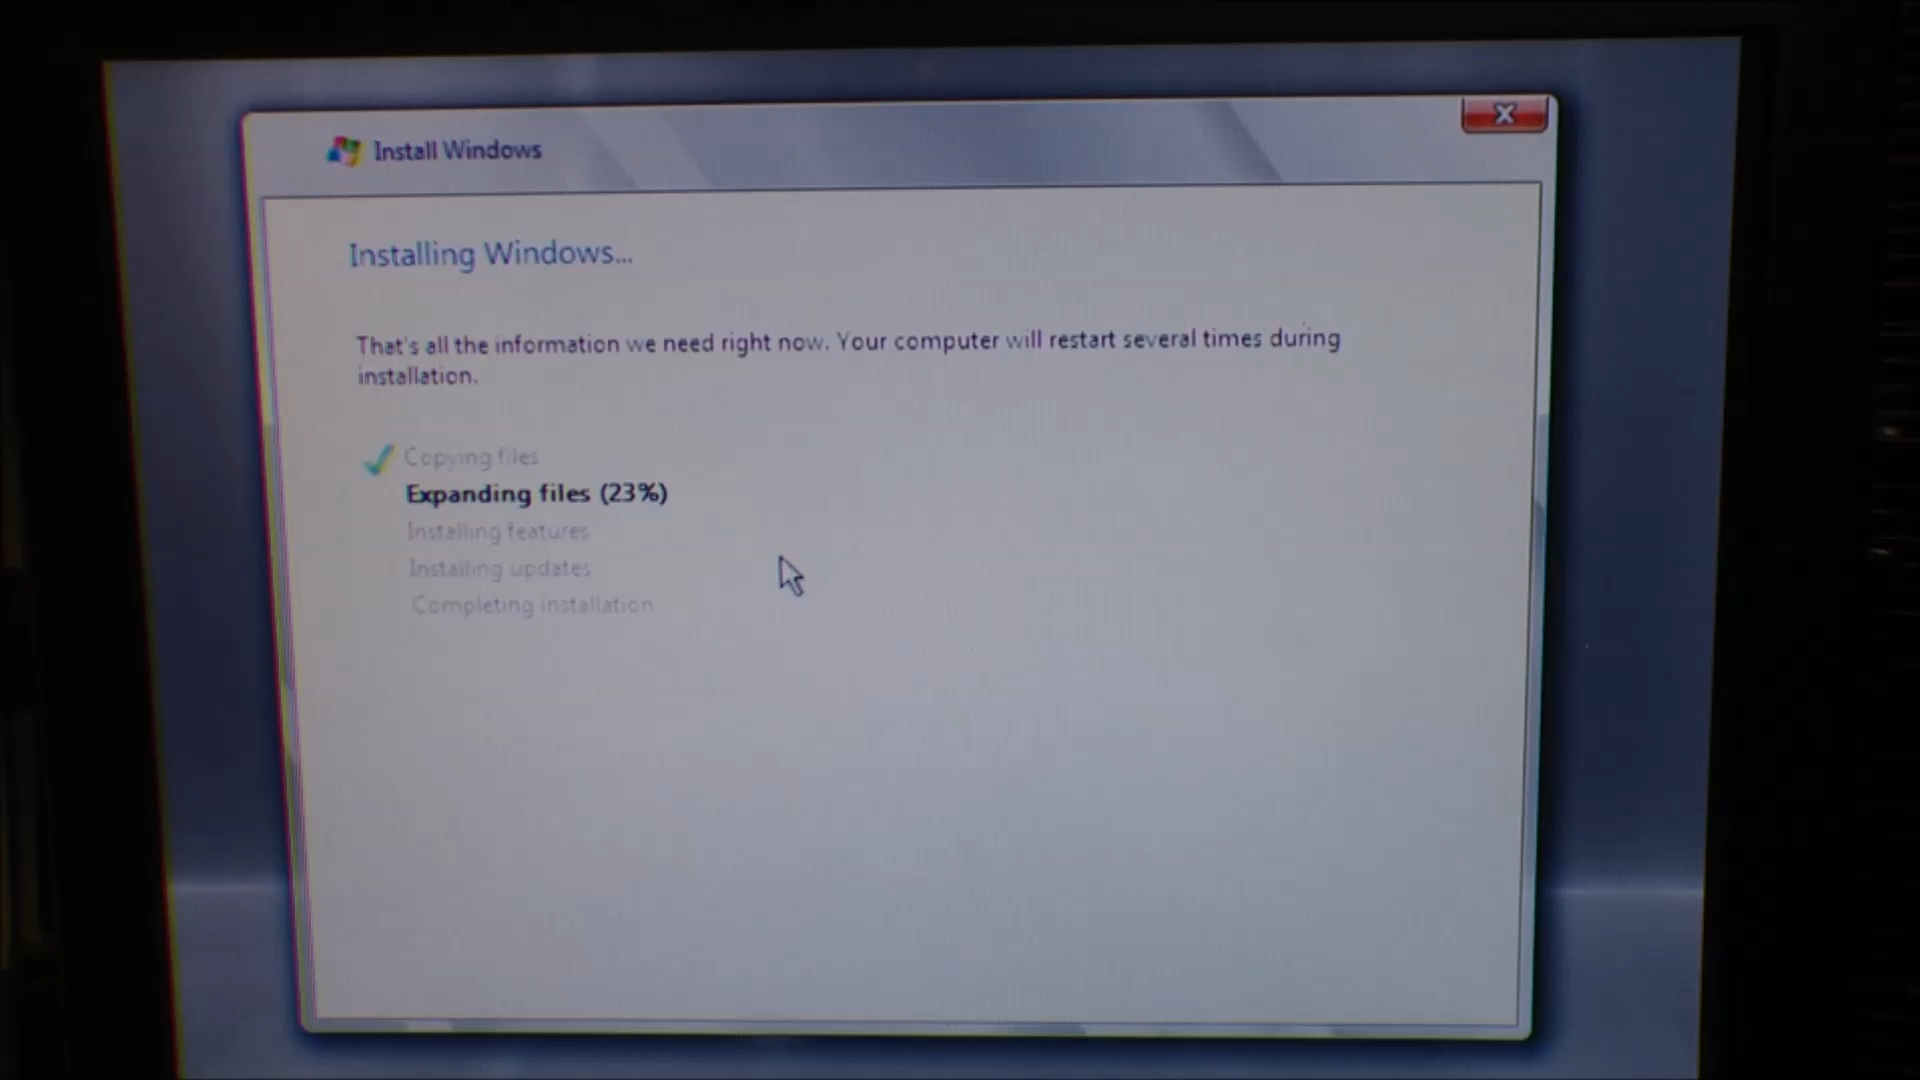 Install Windows
Installing Windows...
That's all the information we need right now. Your computer will restart several times during
installation.
Copying files
Expanding files (23%)
Installing features
Installing updates
Completing installation